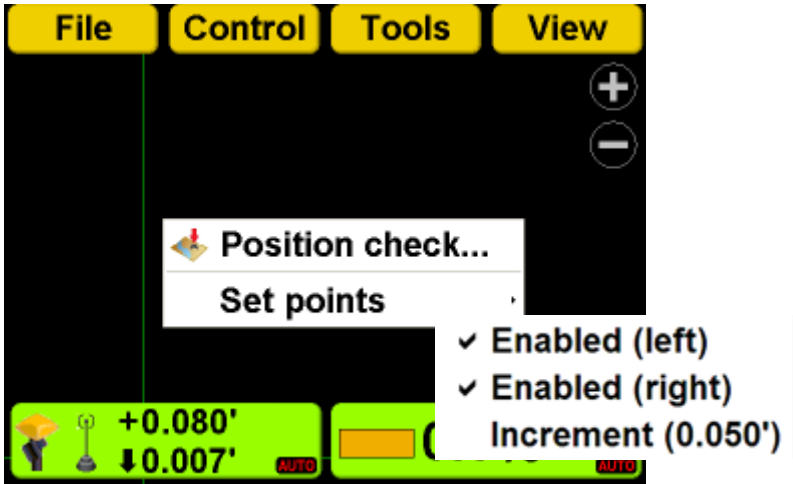 File Control Tools View
Position check...
Set points
Enabled (left)
Enabled (right)
Increment (0.050')
+0.080'
0.007'
AUTO
AUTO